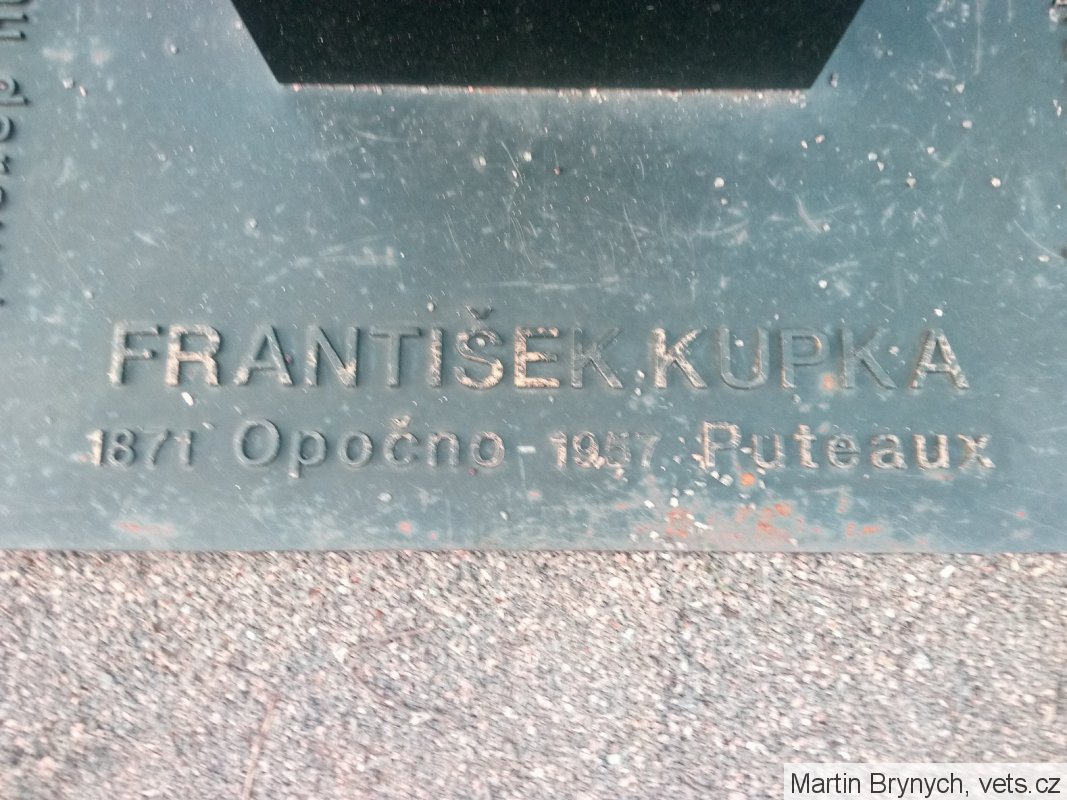 FRANTIŠEK KUPKA
1871 Opočno - 1957 Puteaux
Martin Brynych, vets.cz